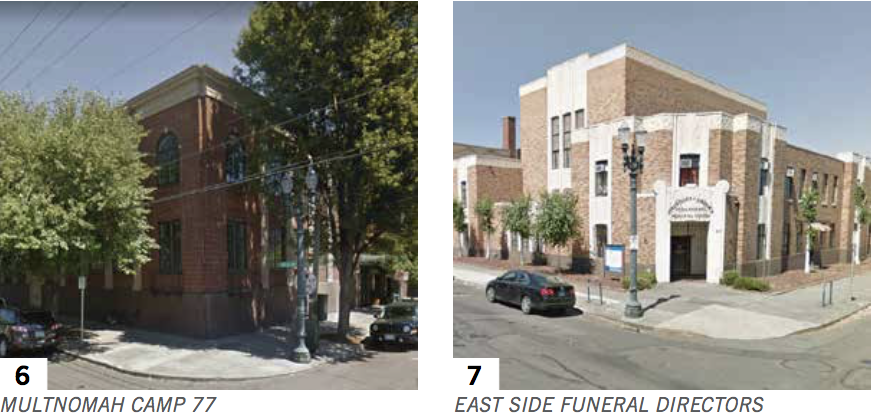 6
MULTNOMAH CAMP 77
7
EAST SIDE FUNERAL DIRECTORS